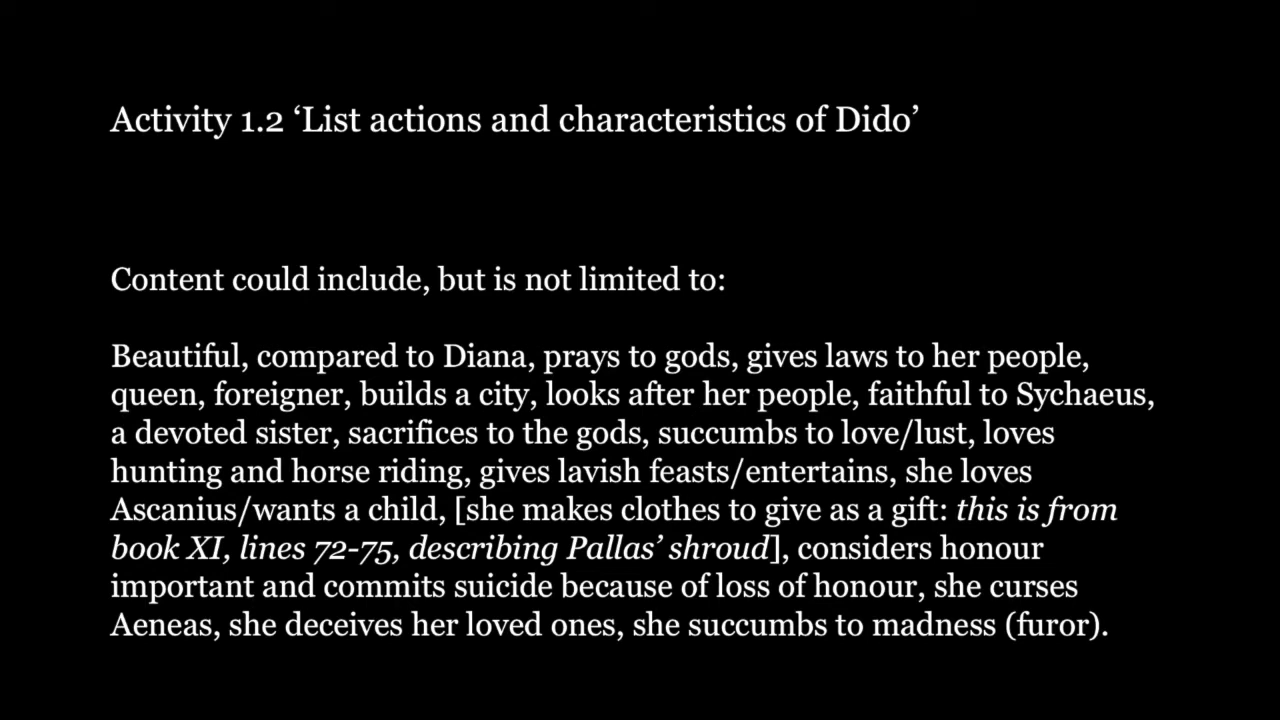 Activity 1.2 ‘List actions and characteristics of Dido’
Content could include, but is not limited to:
Beautiful, compared to Diana, prays to gods, gives laws to her people,
queen, foreigner, builds a city, looks after her people, faithful to Sychaeus,
a devoted sister, sacrifices to the gods, succumbs to love/lust, loves
hunting and horse riding, gives lavish feasts/entertains, she loves
Ascanius/wants a child, [she makes clothes to give as a gift: this is from
book XI, lines 72-75, describing Pallas’ shroud], considers honour
important and commits suicide because of loss of honour, she curses
Aeneas, she deceives her loved ones, she succumbs to madness (furor).